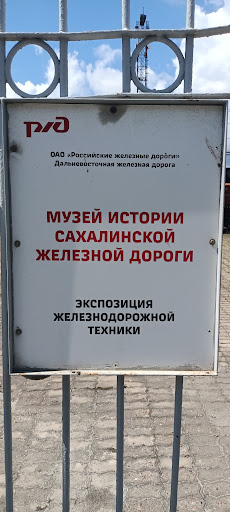 РЖД
ОАО «Российские железные дороги»
Дальневосточная железная дорога
МУЗЕЙ ИСТОРИИ
САХАЛИНСКОЙ
ЖЕЛЕЗНОЙ ДОРОГИ
ЭКСПОЗИЦИЯ
ЖЕЛЕЗНОДОРОЖНОЙ
ТЕХНИКИ